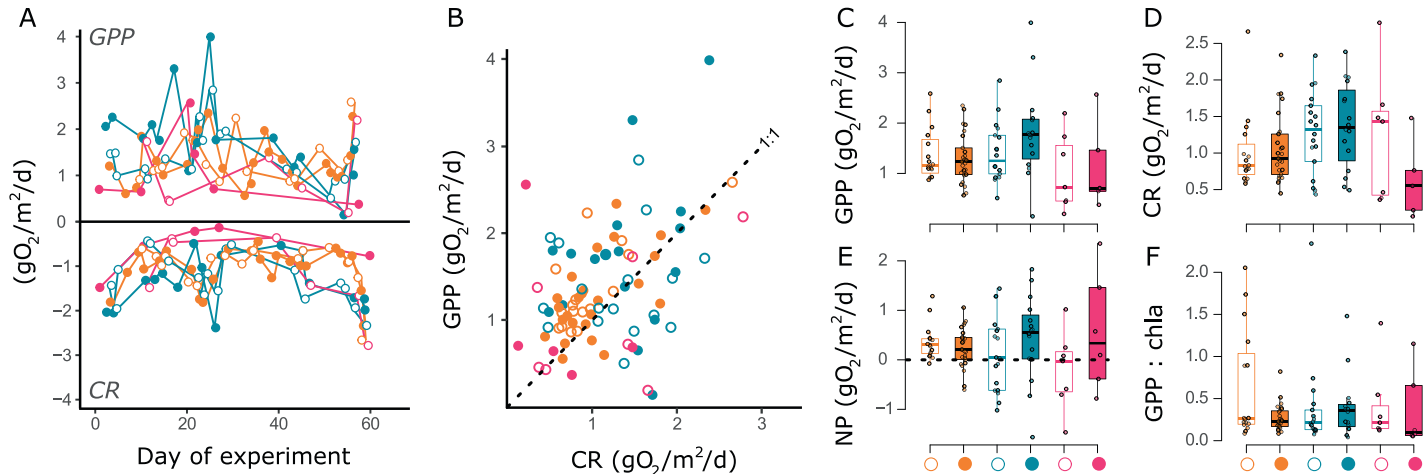 A
GPP
4
3
2
1
0
−1
−2
−3
−4
CR
(gO2/m2/d)
0
20
40
60
Day of experiment
B
4
3
2
1
GPP (gO2/m2/d)
1:1
1
2
3
CR (gO2/m2/d)
C
4
3
2
1
GPP (gO2/m2/d)
D
2.5
2.0
1.5
1.0
0.5
CR (gO2/m2/d)
E
2
1
0
−1
NP (gO2/m2/d)
F
2.0
1.5
1.0
0.5
0.0
GPP : chla